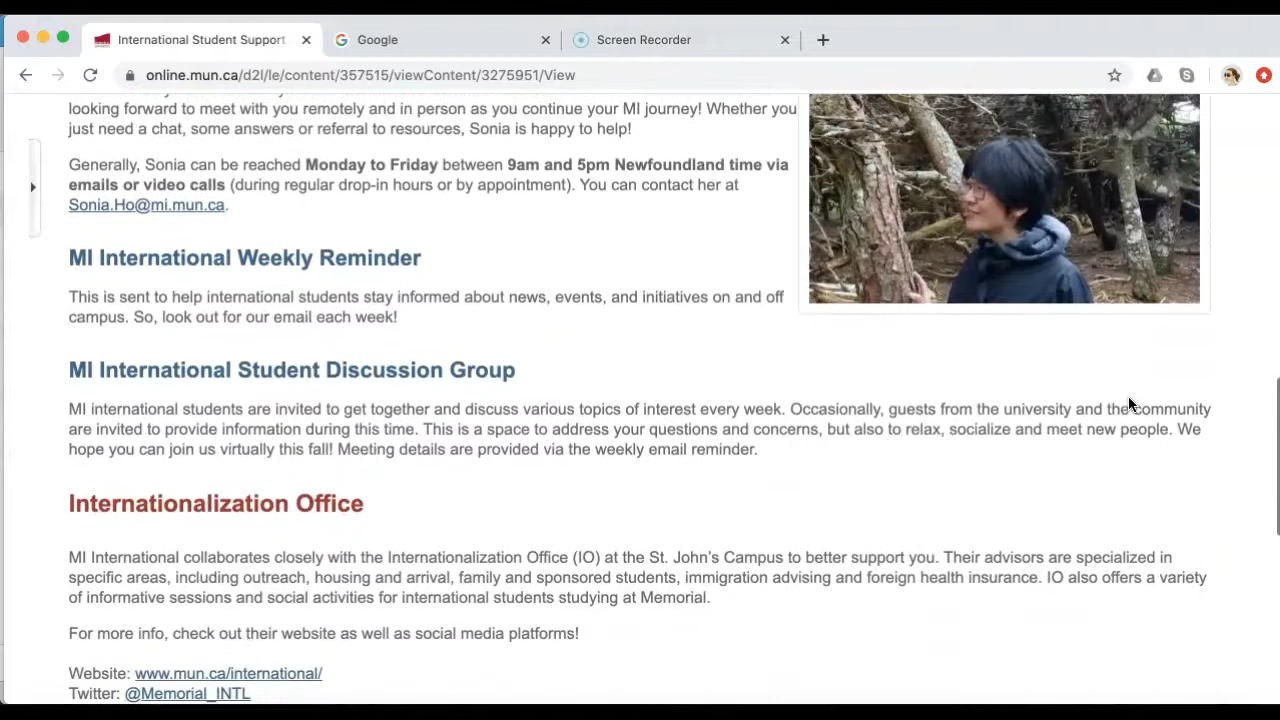 International Student Support
Google
Screen Recorder
online.mun.ca/d2l/le/content/357515/viewContent/3275951/View
looking forward to meet with you remotely and in person as you continue your MI journey! Whether you
just need a chat, some answers or referral to resources, Sonia is happy to help!
Generally, Sonia can be reached Monday to Friday between 9am and 5pm Newfoundland time via
emails or video calls (during regular drop-in hours or by appointment). You can contact her at
Sonia.Ho@mi.mun.ca.
MI International Weekly Reminder
This is sent to help international students stay informed about news, events, and initiatives on and off
campus. So, look out for our email each week!
MI International Student Discussion Group
MI international students are invited to get together and discuss various topics of interest every week. Occasionally, guests from the university and the community
are invited to provide information during this time. This is a space to address your questions and concerns, but also to relax, socialize and meet new people. We
hope you can join us virtually this fall! Meeting details are provided via the weekly email reminder.
Internationalization Office
MI International collaborates closely with the Internationalization Office (IO) at the St. John's Campus to better support you. Their advisors are specialized in
specific areas, including outreach, housing and arrival, family and sponsored students, immigration advising and foreign health insurance. IO also offers a variety
of informative sessions and social activities for international students studying at Memorial.
For more info, check out their website as well as social media platforms!
Website: www.mun.ca/international/
Twitter: @Memorial_INTL